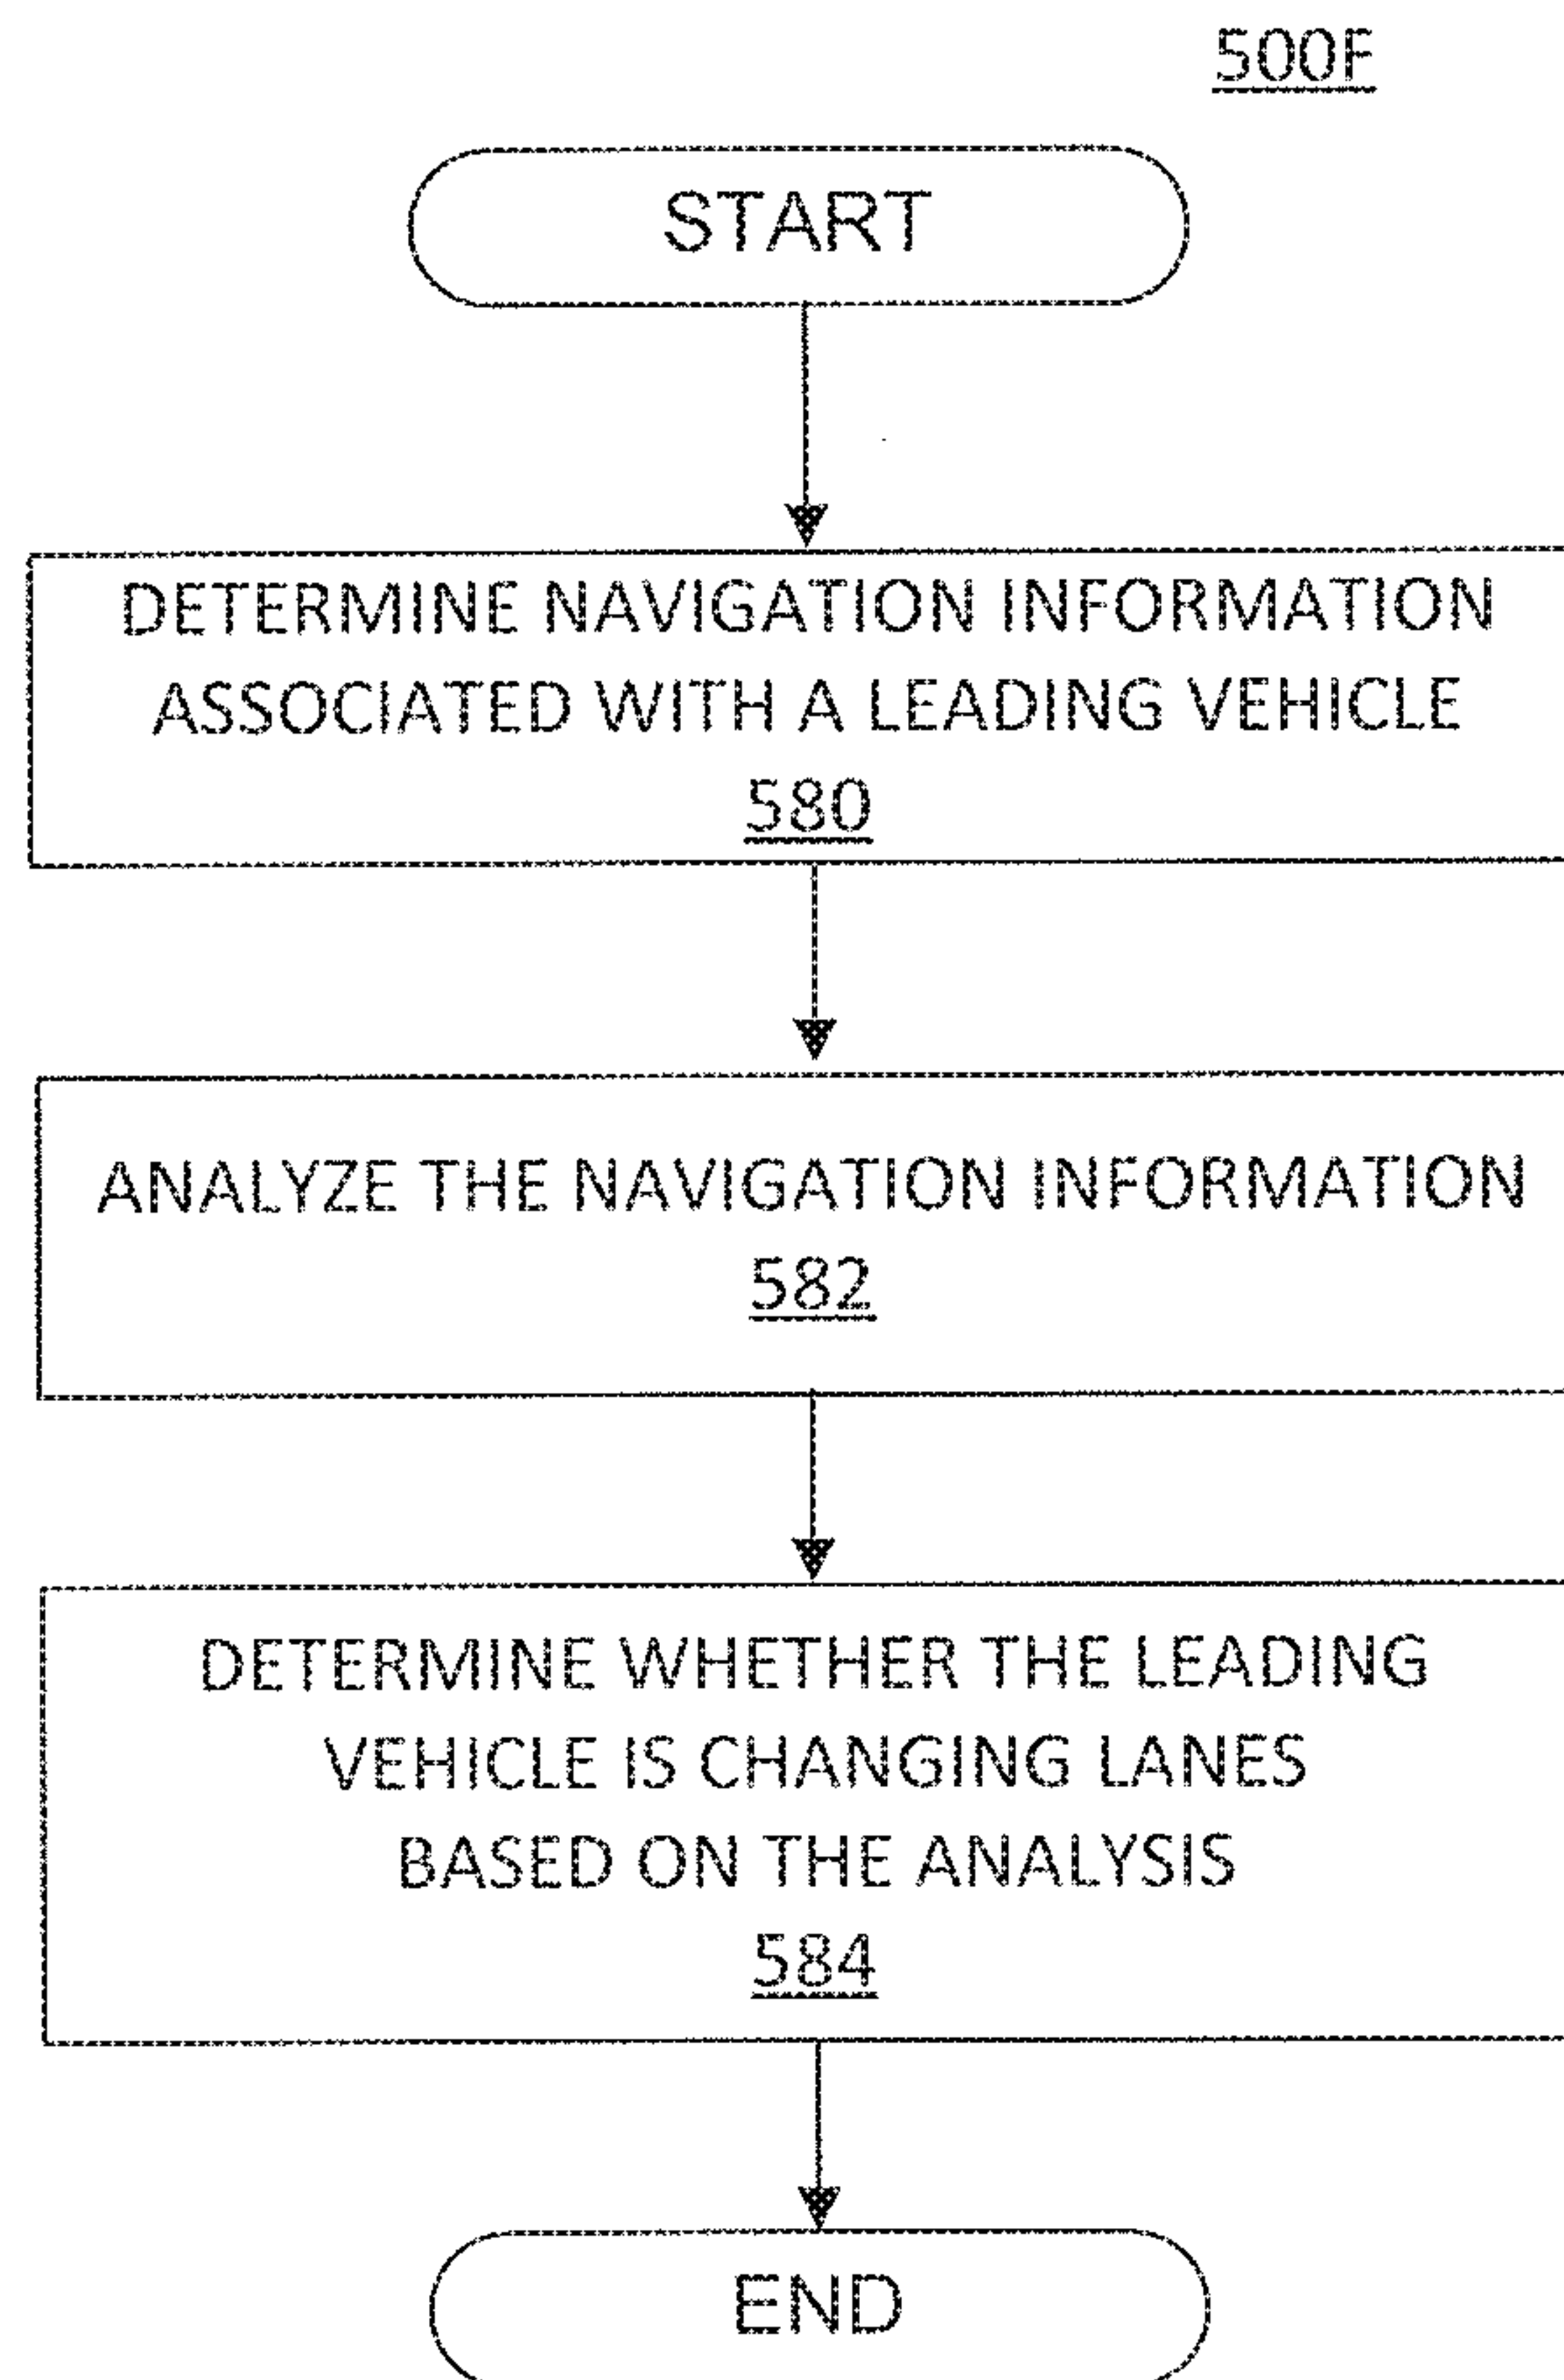 500F
START
DETERMINE NAVIGATION INFORMATION
ASSOCIATED WITH A LEADING VEHICLE
580
ANALYZE THE NAVIGATION INFORMATION
582
DETERMINE WHETHER THE LEADING
VEHICLE IS CHANGING LANES
BASED ON THE ANALYSIS
584
END